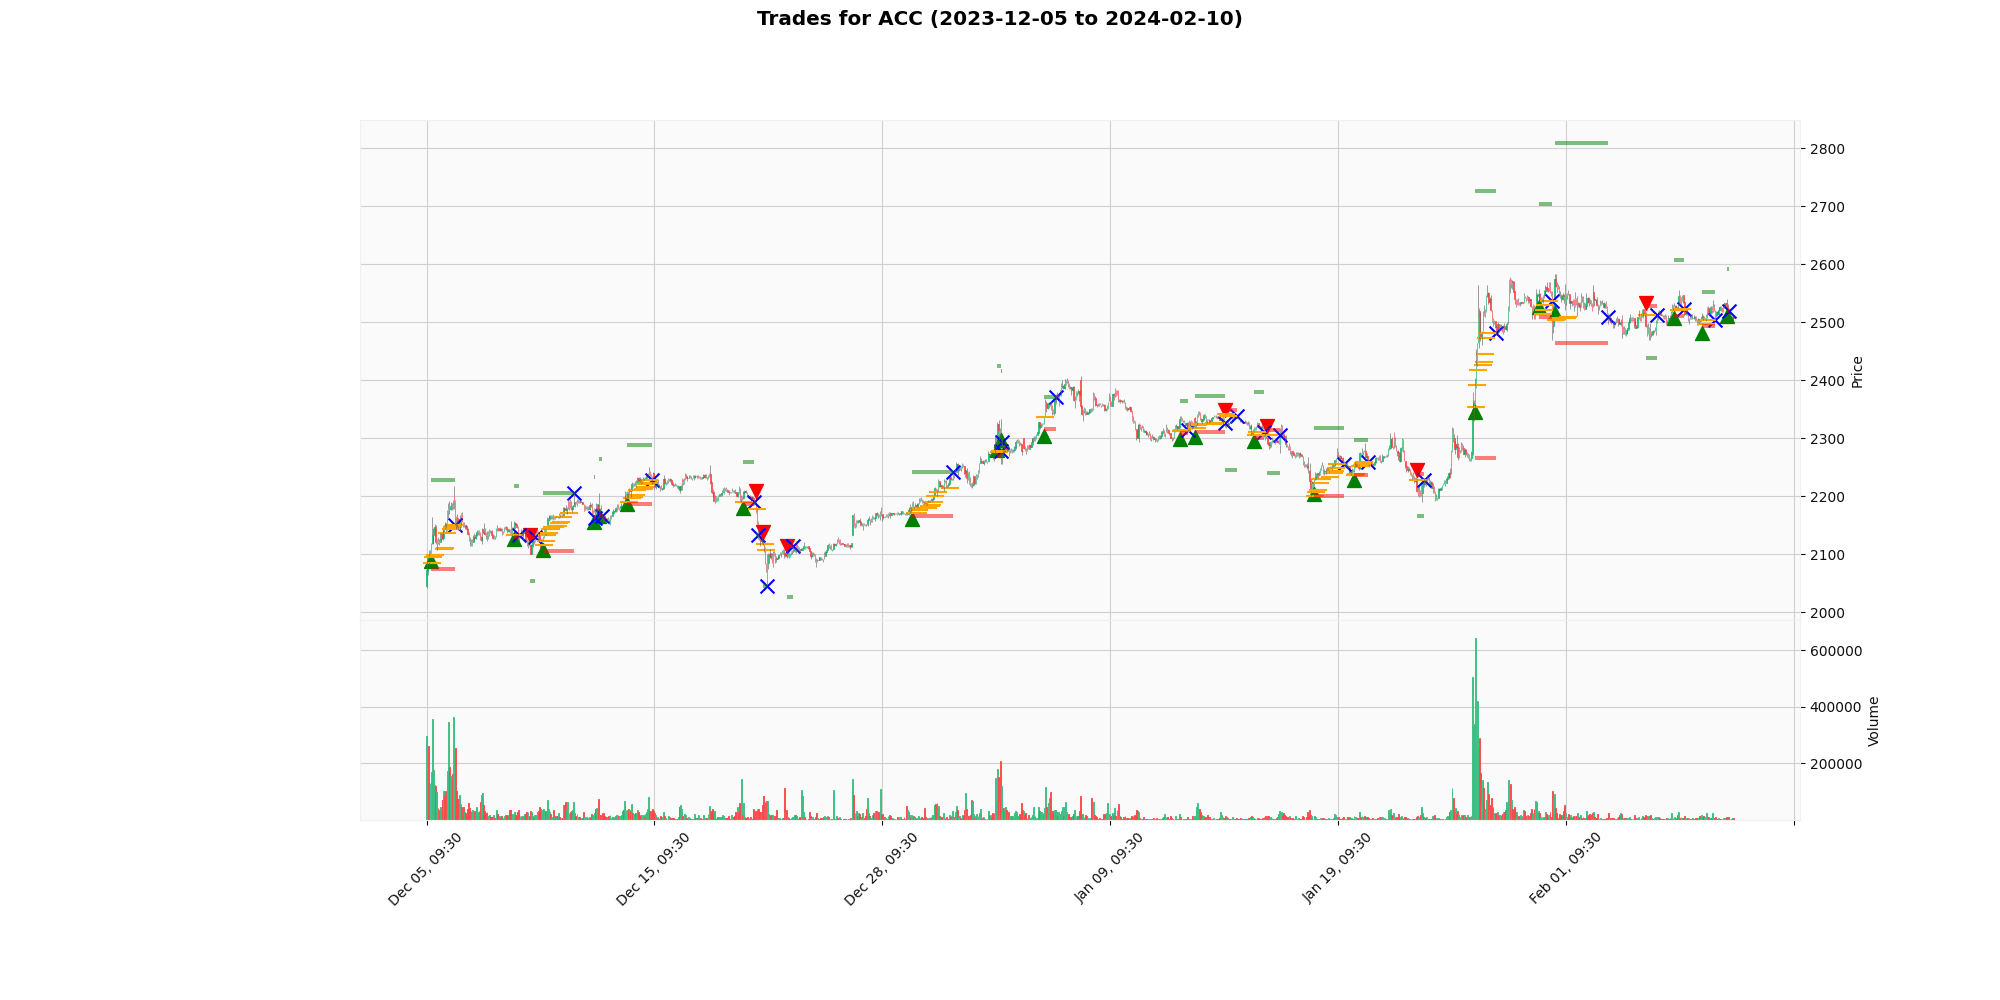 Trades for ACC (2023-12-05 to 2024-02-10)
2800
2700
2600
2500
2400
2300
2200
2100
2000
Price
600000
400000
200000
Volume
Dec 05, 09:30
Dec 15, 09:30
Dec 28, 09:30
Jan 09, 09:30
Jan 19, 09:30
Feb 01, 09:30